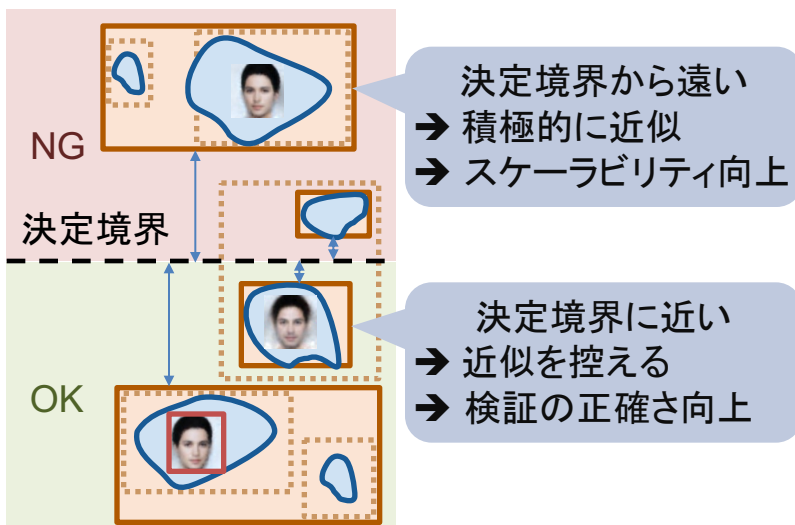 NG
決定境界から遠い
➔ 積極的に近似
➔ スケーラビリティ向上
決定境界
決定境界に近い
➔ 近似を控える
➔ 検証の正確さ向上
OK